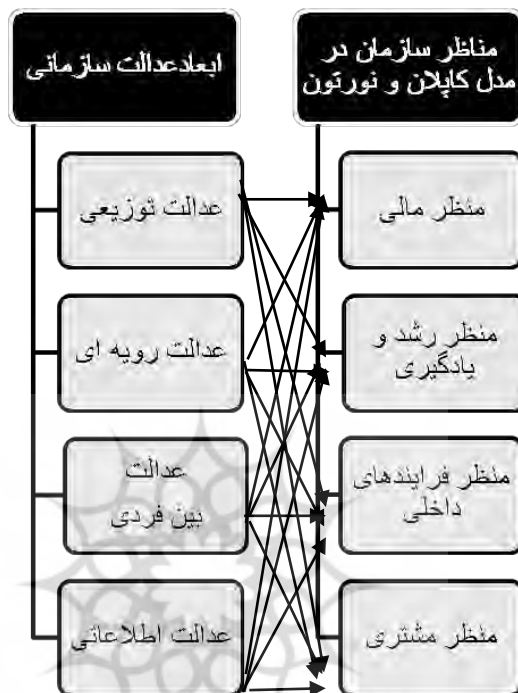 مناظر سازمان در
مدل کاپلان و نورتون
ابعادعدالت سازمانی
منظر مالی
عدالت توزیعی
منظر رشد و
یادگیری
عدالت رویه ای
منظر فرایندهای
داخلی
عدالت
بین فردی
منظر مشتری
عدالت اطلاعاتی